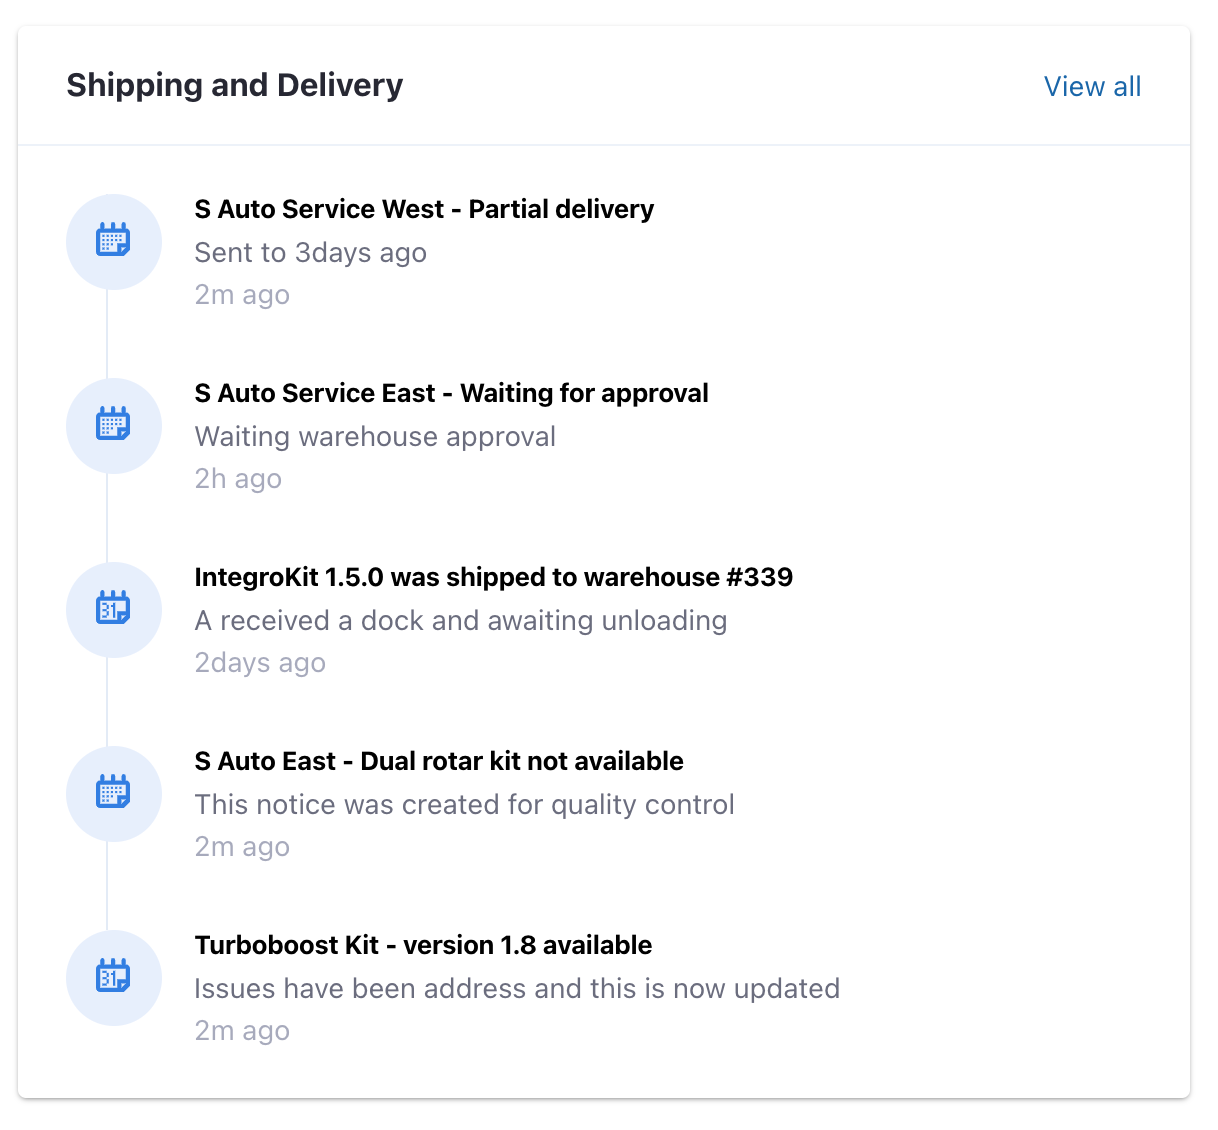 Shipping and Delivery
View all
S Auto Service West - Partial delivery
Sent to 3days ago
2m ago
S Auto Service East - Waiting for approval
Waiting warehouse approval
2h ago
IntegroKit 1.5.0 was shipped to warehouse #339
A received a dock and awaiting unloading
31
2days ago
S Auto East - Dual rotar kit not available
This notice was created for quality control
2m ago
Turboboost Kit - version 1.8 available
Issues have been address and this is now updated
31
2m ago